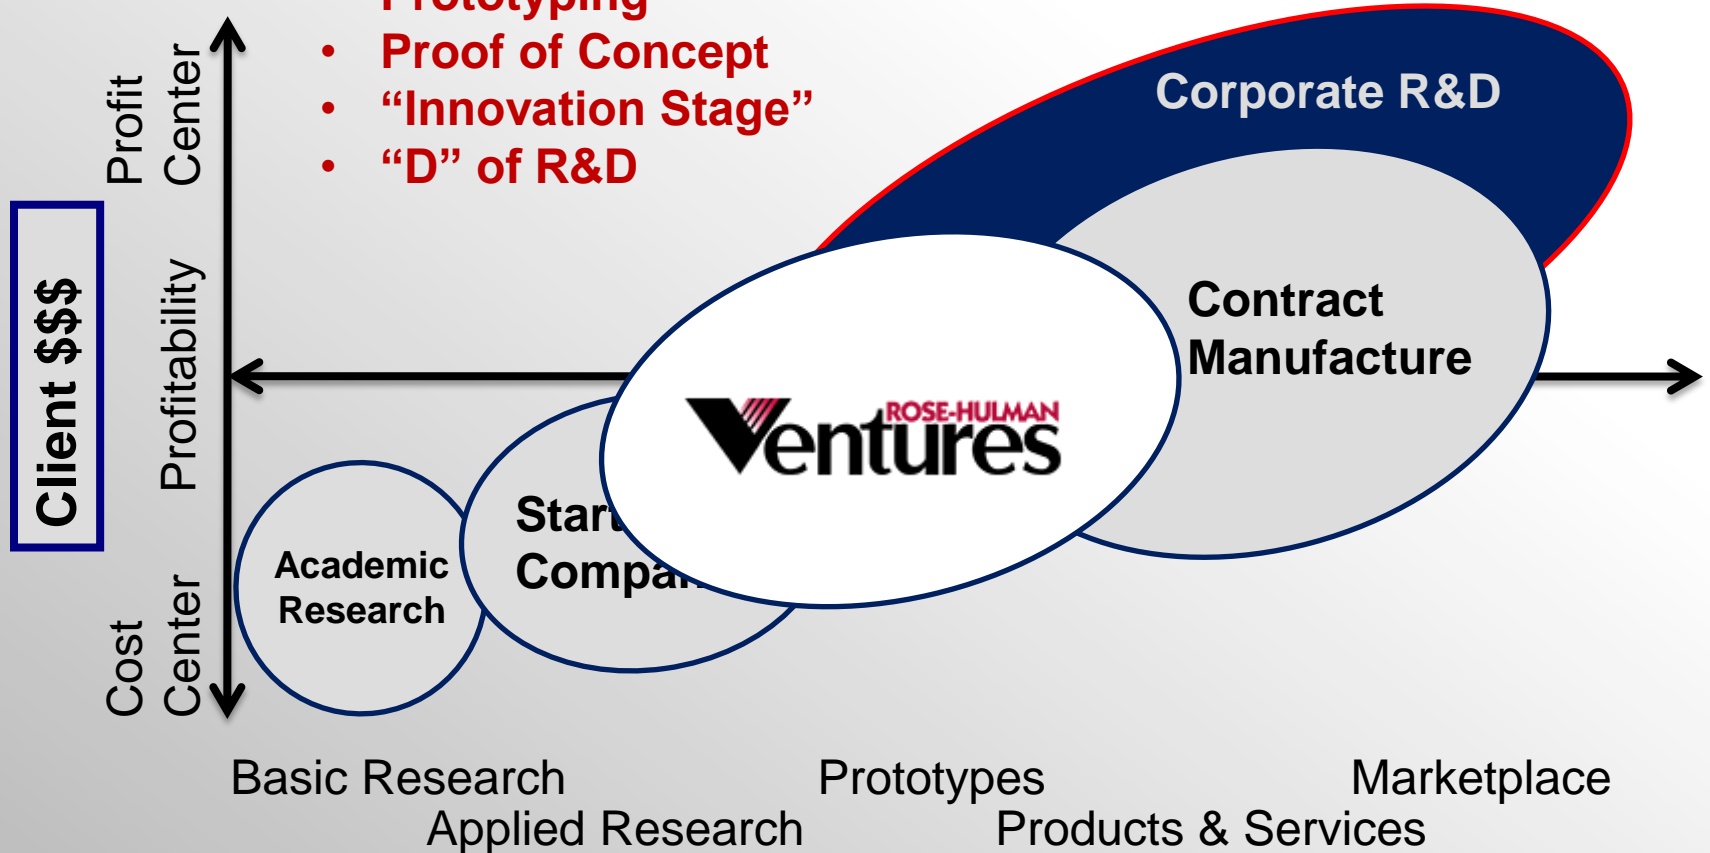 Prototyping
• Proof of Concept
• “Innovation Stage”
• “D” of R&D
Corporate R&D
Profit
Center
Client $$$
Profitability
Contract
Manufacture
ROSE-HULMAN
Ventures
Academic
Research
Cost
Center
Basic Research
Prototypes
Marketplace
Applied Research
Products & Services